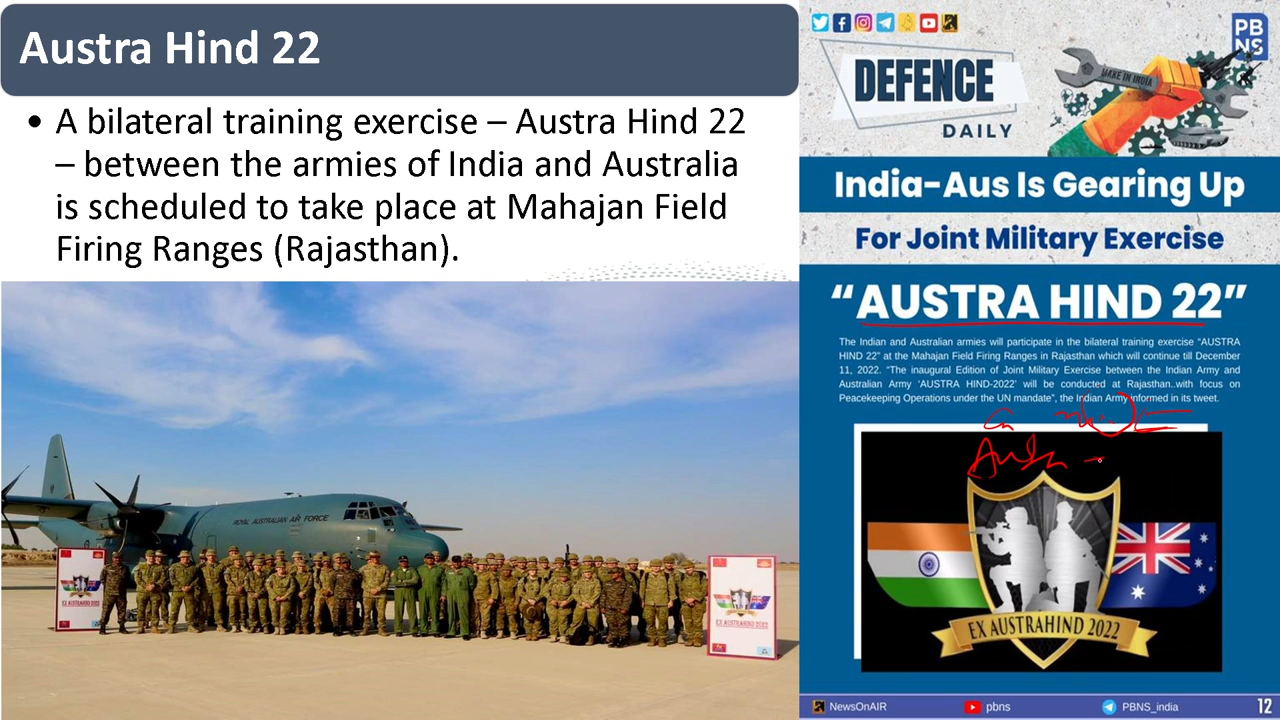 Austra Hind 22
• A bilateral training exercise – Austra Hind 22
– between the armies of India and Australia
is scheduled to take place at Mahajan Field
Firing Ranges (Rajasthan).
ROYAL AUSTRALIAN AIR FORCE
EX AUSTRAHIND 2022
EX AUSTRAHIND 2022
PB
NS
MAKE IN INDIA
DEFENCE
DAILY
India-Aus Is Gearing Up
For Joint Military Exercise
“AUSTRA HIND 22”
The Indian and Australian armies will participate in the bilateral training exercise “AUSTRA
HIND 22” at the Mahajan Field Firing Ranges in Rajasthan which will continue till December
11, 2022. “The inaugural Edition of Joint Military Exercise between the Indian Army and
Australian Army ‘AUSTRA HIND-2022’ will be conducted at Rajasthan..with focus on
Peacekeeping Operations under the UN mandate”, the Indian Army informed in its tweet.
EX AUSTRAHIND 2022
NewsOnAIR
pbns
PBNS_india
12